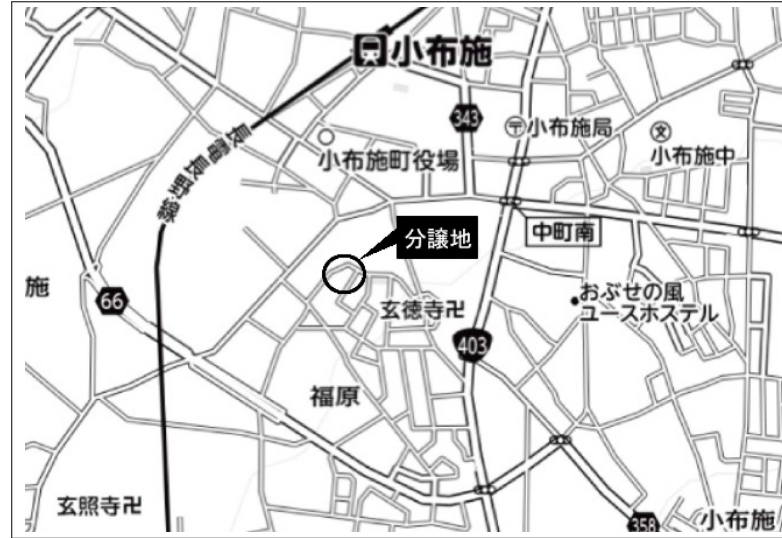 小布施
343
小布施局
小布施町役場
小布施中
長電長野線
分譲地
中町南
施
66
おぶせの風
ユースホステル
玄徳寺卍
403
福原
玄照寺卍
358
小布施